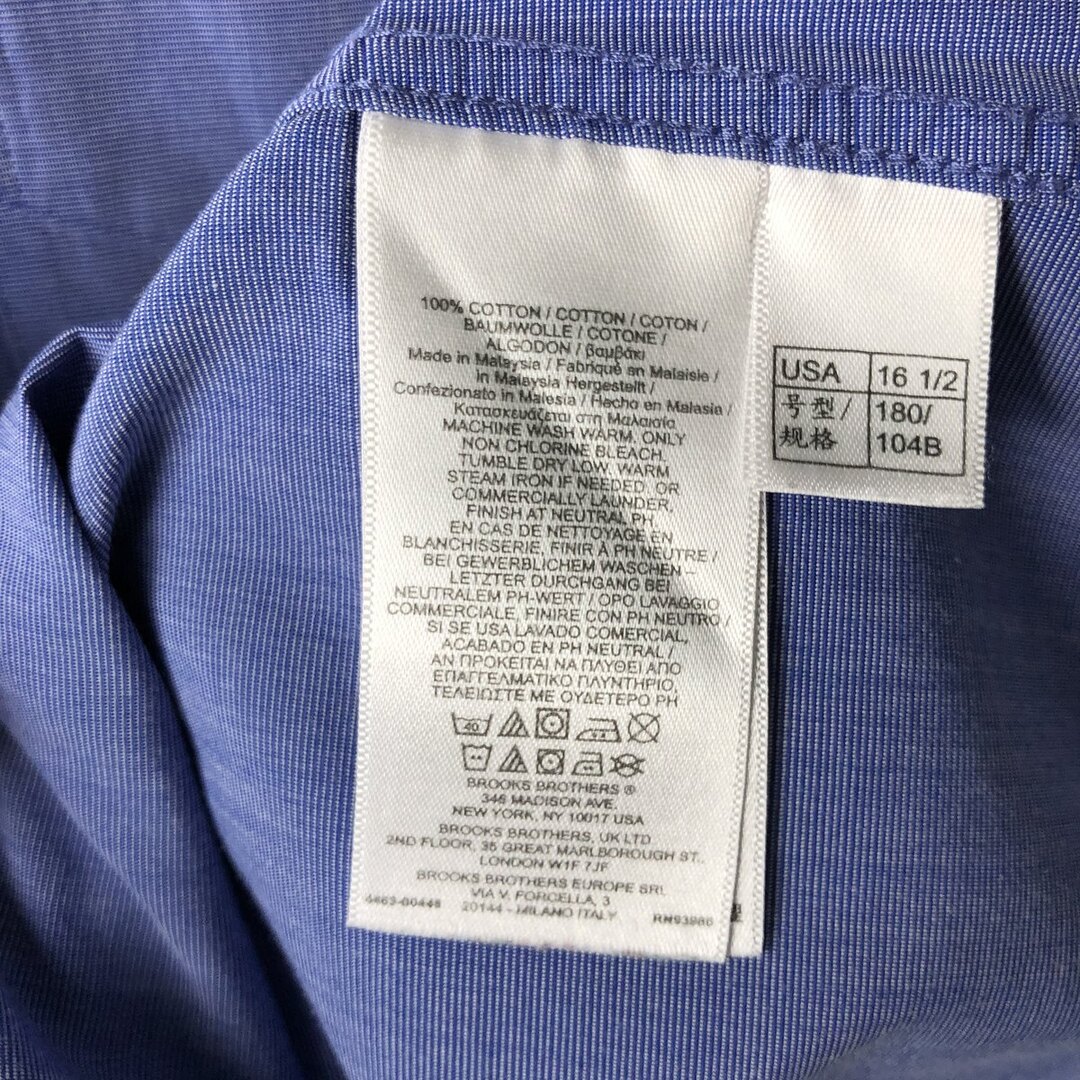 100% COTTON / COTTON / COTON /
BAUMWOLLE / COTONE /
ALGODON / βαμβάκι
Made in Malaysia / Fabriqué en Malaisie /
in Malaysia Hergestellt /
Confezionato in Malesia / Hecho en Malasia /
Κατασκευάζεται στη Μαλαισία
MACHINE WASH WARM. ONLY
NON CHLORINE BLEACH.
TUMBLE DRY LOW. WARM
STEAM IRON IF NEEDED. OR
COMMERCIALLY LAUNDER,
FINISH AT NEUTRAL PH
EN CAS DE NETTOYAGE EN
BLANCHISSERIE, FINIR À PH NEUTRE /
BEI GEWERBLICHEM WASCHEN -
LETZTER DURCHGANG BEI
NEUTRALEM PH-WERT / OPO LAVAGGIO
COMMERCIALE, FINIRE CON PH NEUTRO /
SI SE USA LAVADO COMERCIAL,
ACABADO EN PH NEUTRAL /
ΑΝ ΠΡΟΚΕΙΤΑΙ ΝΑ ΠΛΥΘΕΙ ΑΠΟ
ΕΠΑΓΓΕΛΜΑΤΙΚΟ ΠΛΥΝΤΗΡΙΟ,
ΤΕΛΕΙΩΣΤΕ ΜΕ ΟΥΔΕΤΕΡΟ PH
40
BROOKS BROTHERS ®
346 MADISON AVE.
NEW YORK, NY 10017 USA
BROOKS BROTHERS, UK LTD
2ND FLOOR, 35 GREAT MARLBOROUGH ST.,
LONDON W1F 7JF
BROOKS BROTHERS EUROPE SRL
VIA V. FORCELLA, 3
4463-00448 20144 - MILANO ITALY RN93986
USA 16 1/2
号型/ 180/
规格 104B